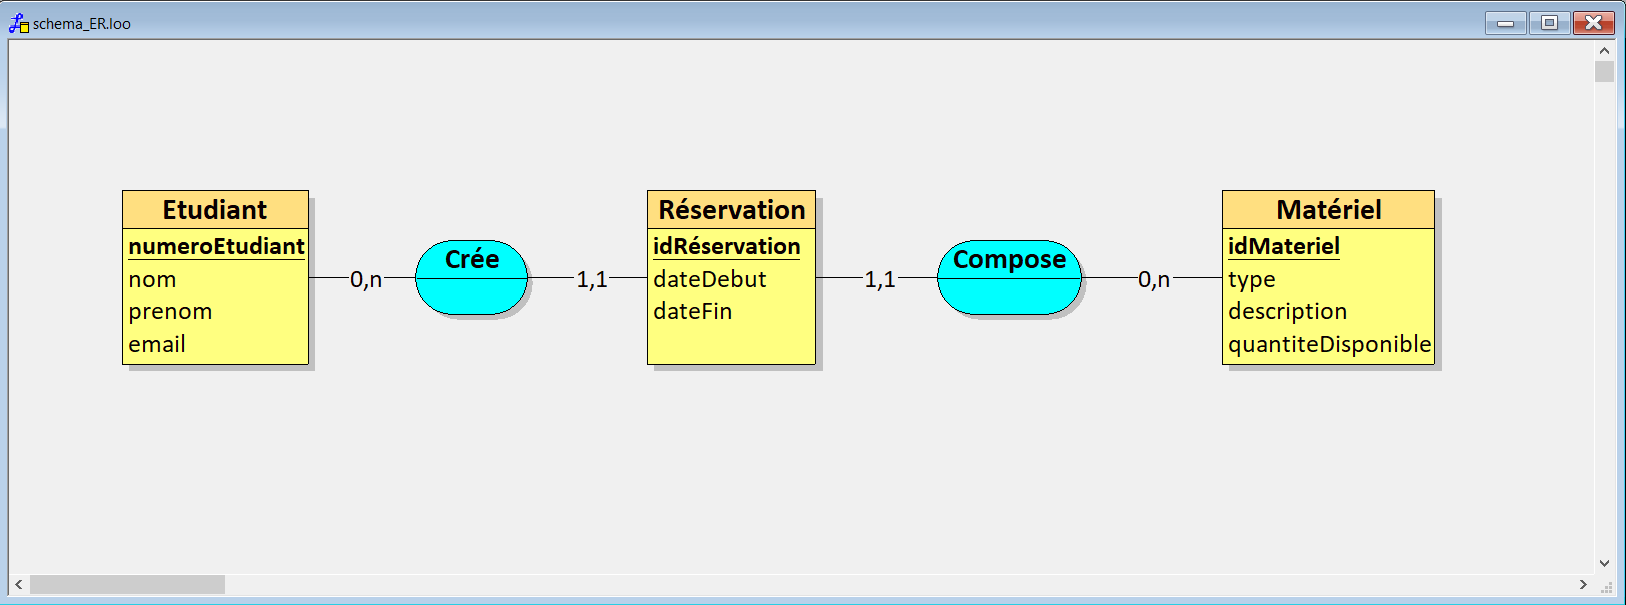 schema_ER.loo
Etudiant
numeroEtudiant
nom
prenom
email
0,n
Crée
1,1
Réservation
idRéservation
dateDebut
dateFin
1,1
Compose
0,n
Matériel
idMateriel
type
description
quantiteDisponible